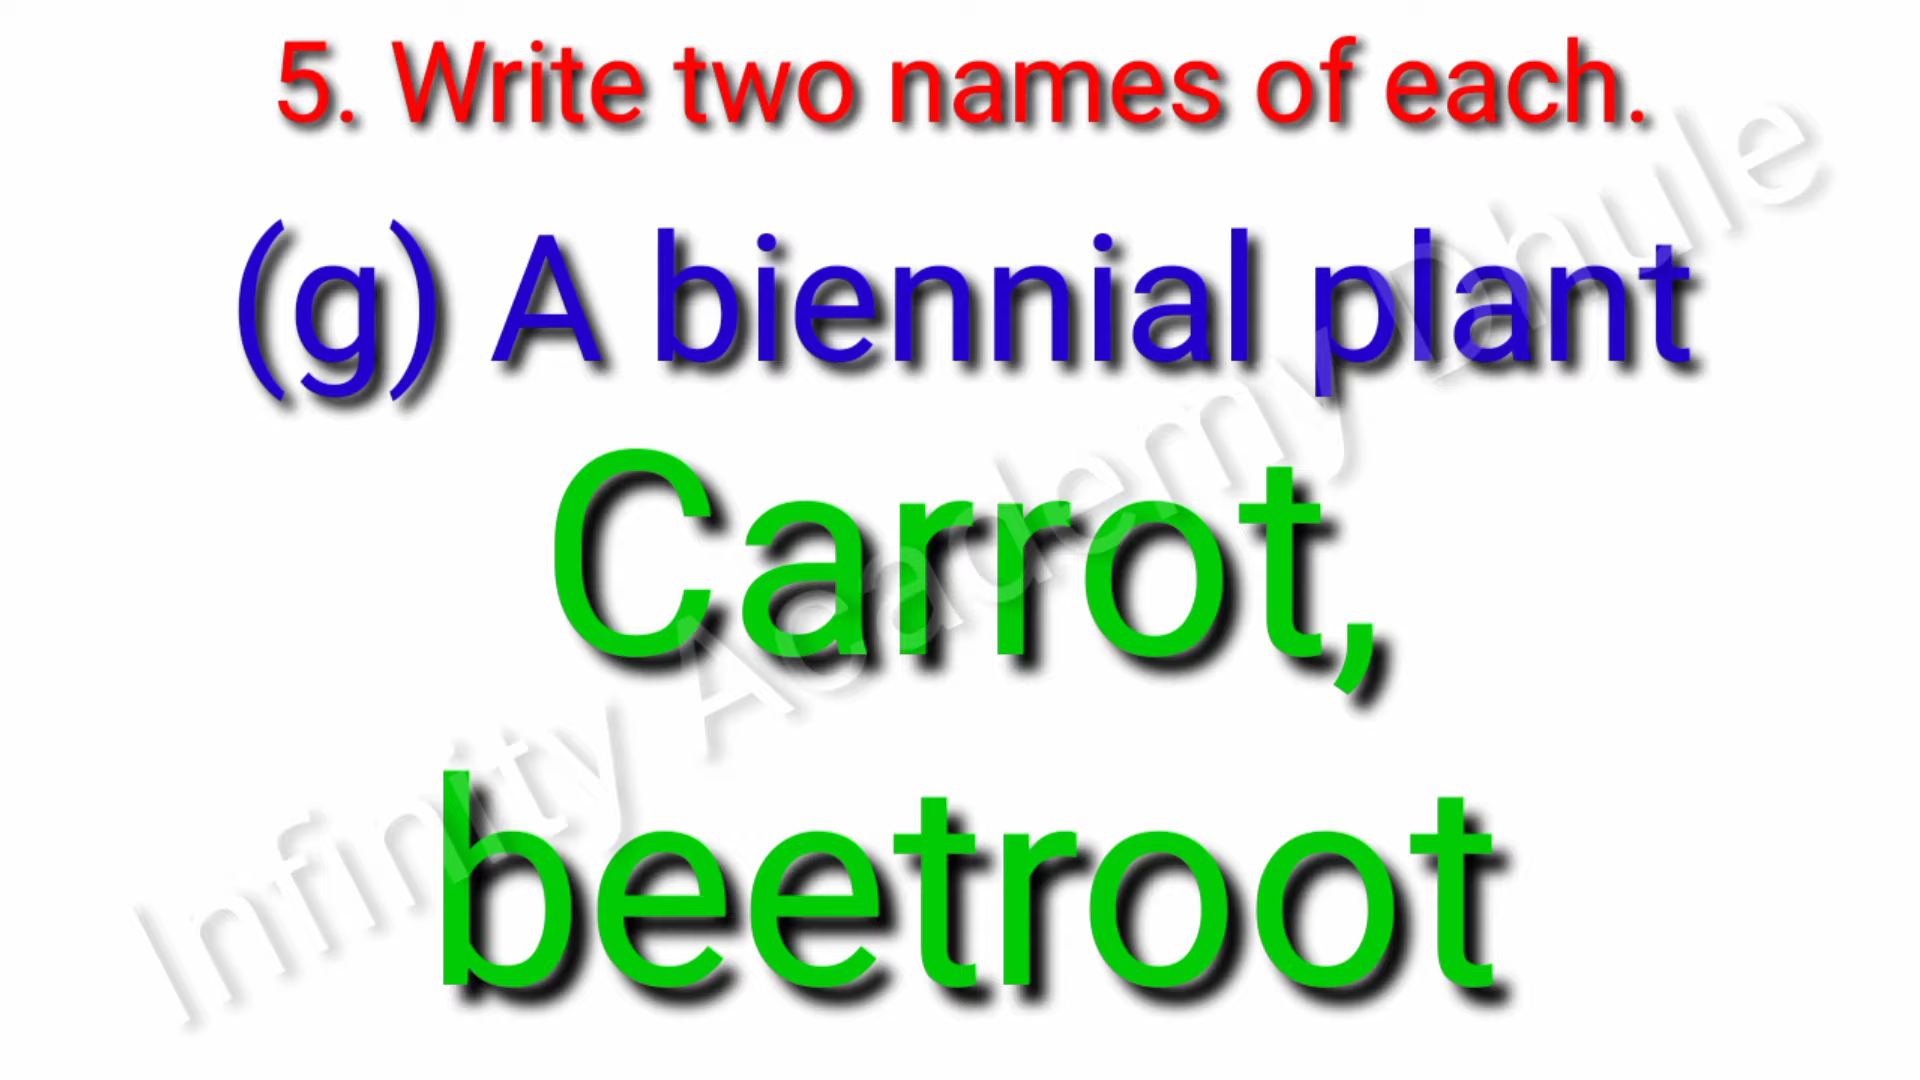 5. Write two names of each.
(g) A biennial plant
Carrot,
beetroot
Infinity Academy Dhule